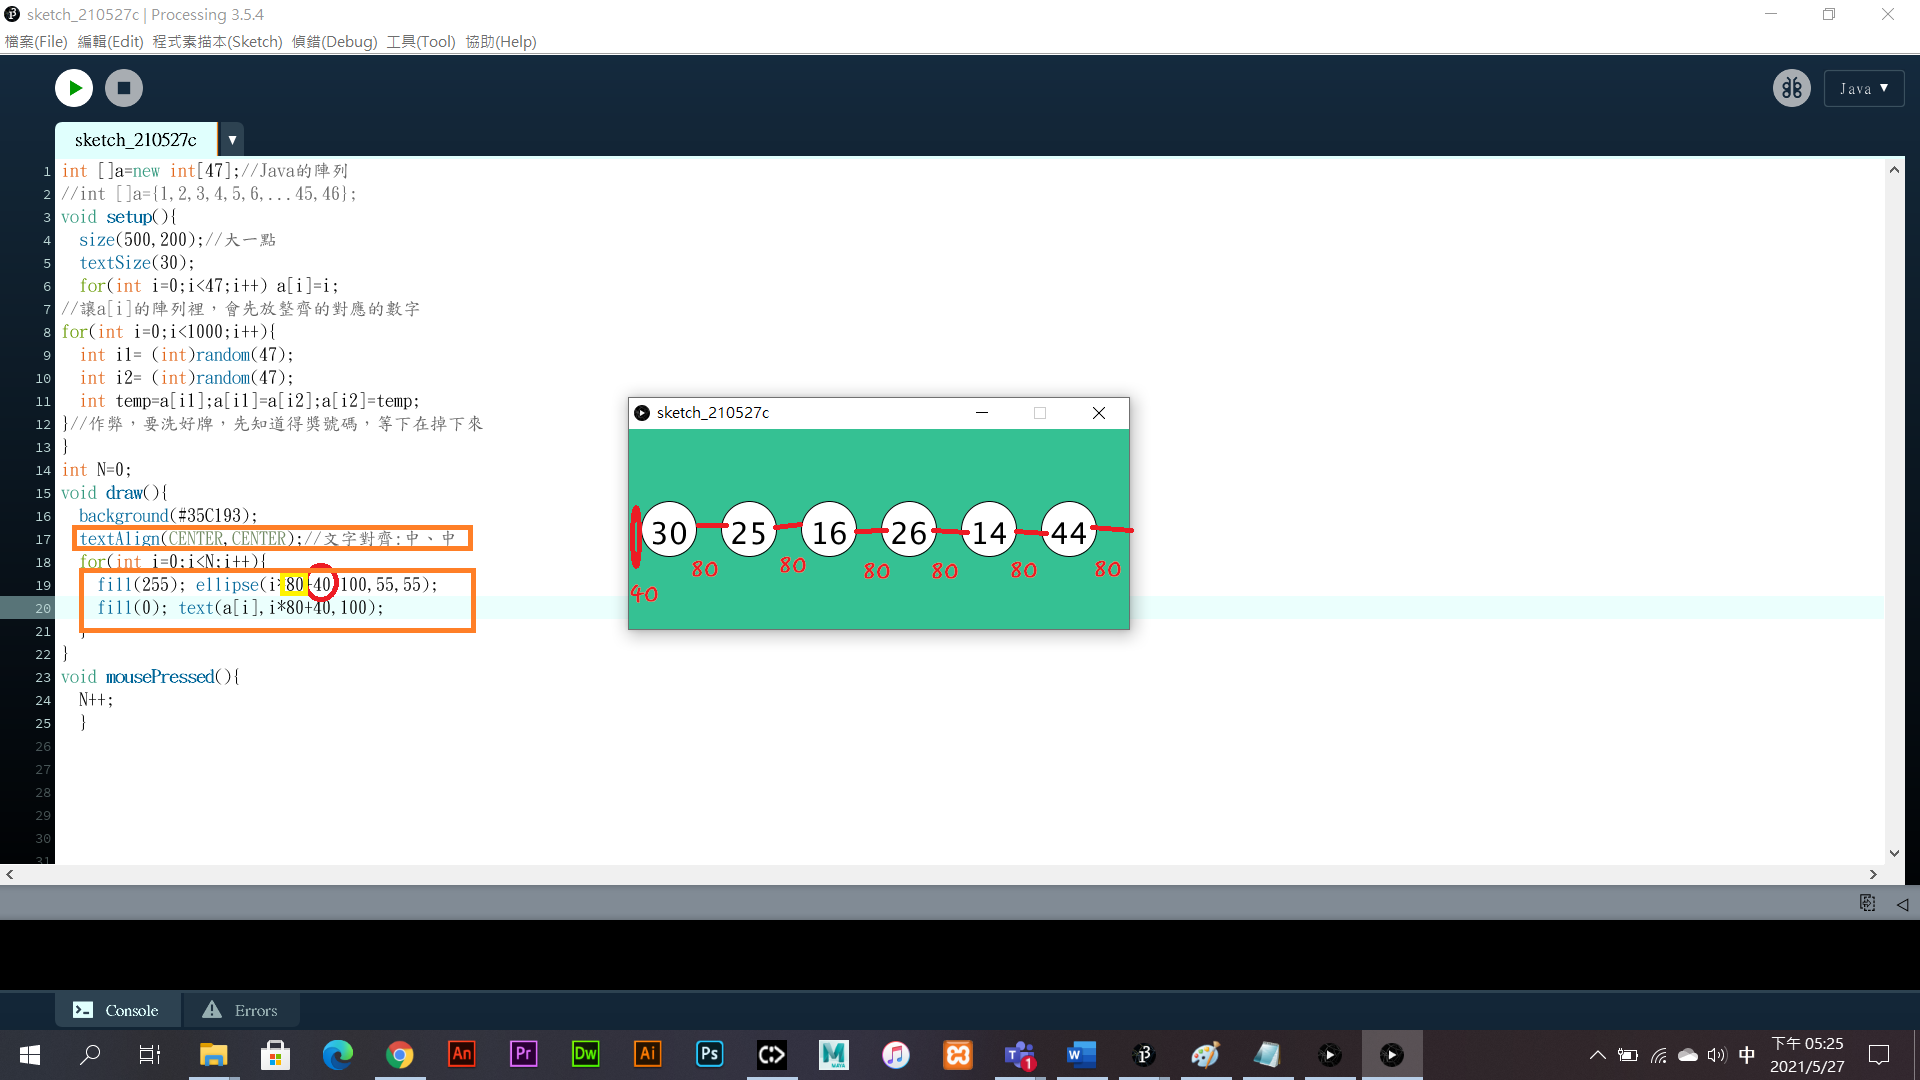 sketch_210527c | Processing 3.5.4
檔案(File) 編輯(Edit) 程式素描本(Sketch) 偵錯(Debug) 工具(Tool) 協助(Help)
Java ▼
sketch_210527c ▼
1 int []a=new int[47];//Java的陣列
2 //int []a={1,2,3,4,5,6,...45,46};
3 void setup(){
4 size(500,200);//大一點
5 textSize(30);
6 for(int i=0;i<47;i++) a[i]=i;
7 //讓a[i]的陣列裡，會先放整齊的對應的數字
8 for(int i=0;i<1000;i++){
9 int i1= (int)random(47);
10 int i2= (int)random(47);
11 int temp=a[i1];a[i1]=a[i2];a[i2]=temp;
12 }//作弊，要洗好牌，先知道得獎號碼，等下在掉下來
13 }
14 int N=0;
15 void draw(){
16 background(#35C193);
17 textAlign(CENTER,CENTER);//文字對齊:中、中
18 for(int i=0;i<N;i++){
19 fill(255); ellipse(i*80+40,100,55,55);
20 fill(0); text(a[i],i*80+40,100);
21 }
22 }
23 void mousePressed(){
24 N++;
25 }
26
27
28
29
30
31
sketch_210527c
30 25 16 26 14 44
80 80 80 80 80 80
40
Console Errors
An Pr Dw Ai Ps MAYA 1 W
中
下午 05:25
2021/5/27